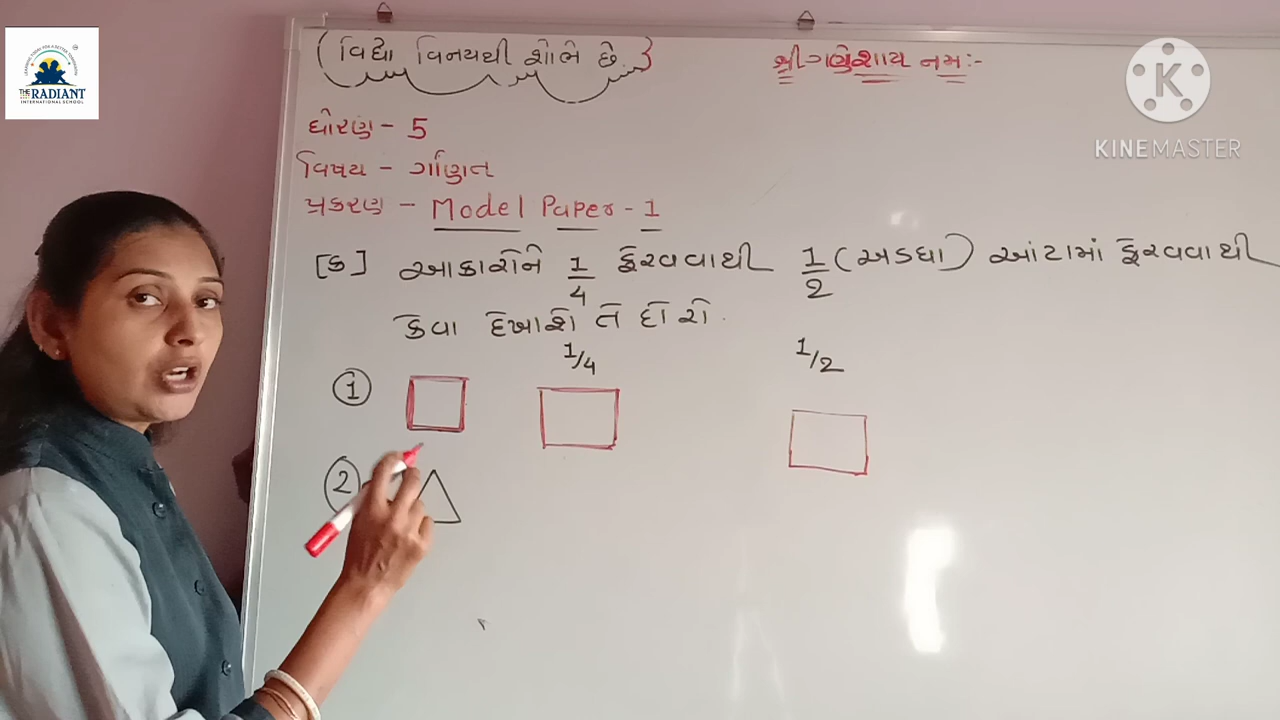 THE RADIANT
INTERNATIONAL SCHOOL
(વિદ્યા વિનયથી શોભે છે.)
શ્રી ગણેશાય નમઃ-
KINEMASTER
ધોરણ - 5
વિષય - ગણિત
પ્રકરણ - Model Paper - 1
[ક] આકારોને 1/4 ફેરવવાથી 1/2 (અડધા) આંટામાં ફેરવવાથી
કેવા દેખાશે તે દોરો.
1/4 1/2
1
2